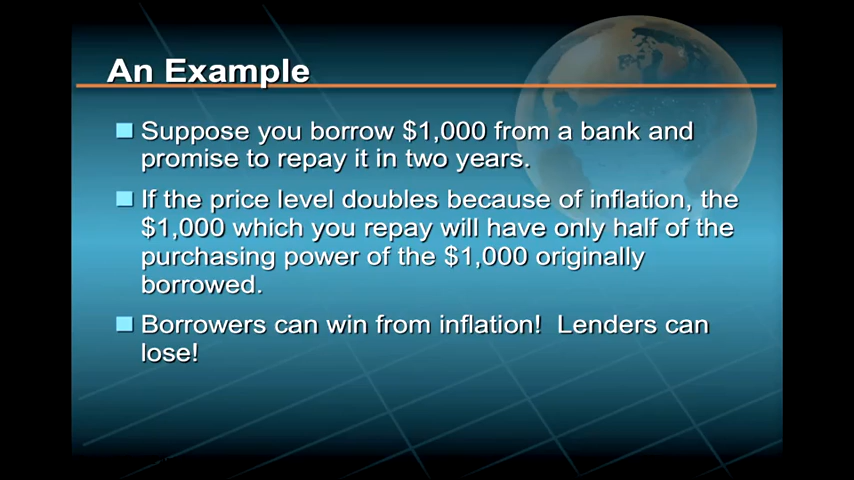 An Example
Suppose you borrow $1,000 from a bank and
promise to repay it in two years.
If the price level doubles because of inflation, the
$1,000 which you repay will have only half of the
purchasing power of the $1,000 originally
borrowed.
Borrowers can win from inflation!  Lenders can
lose!